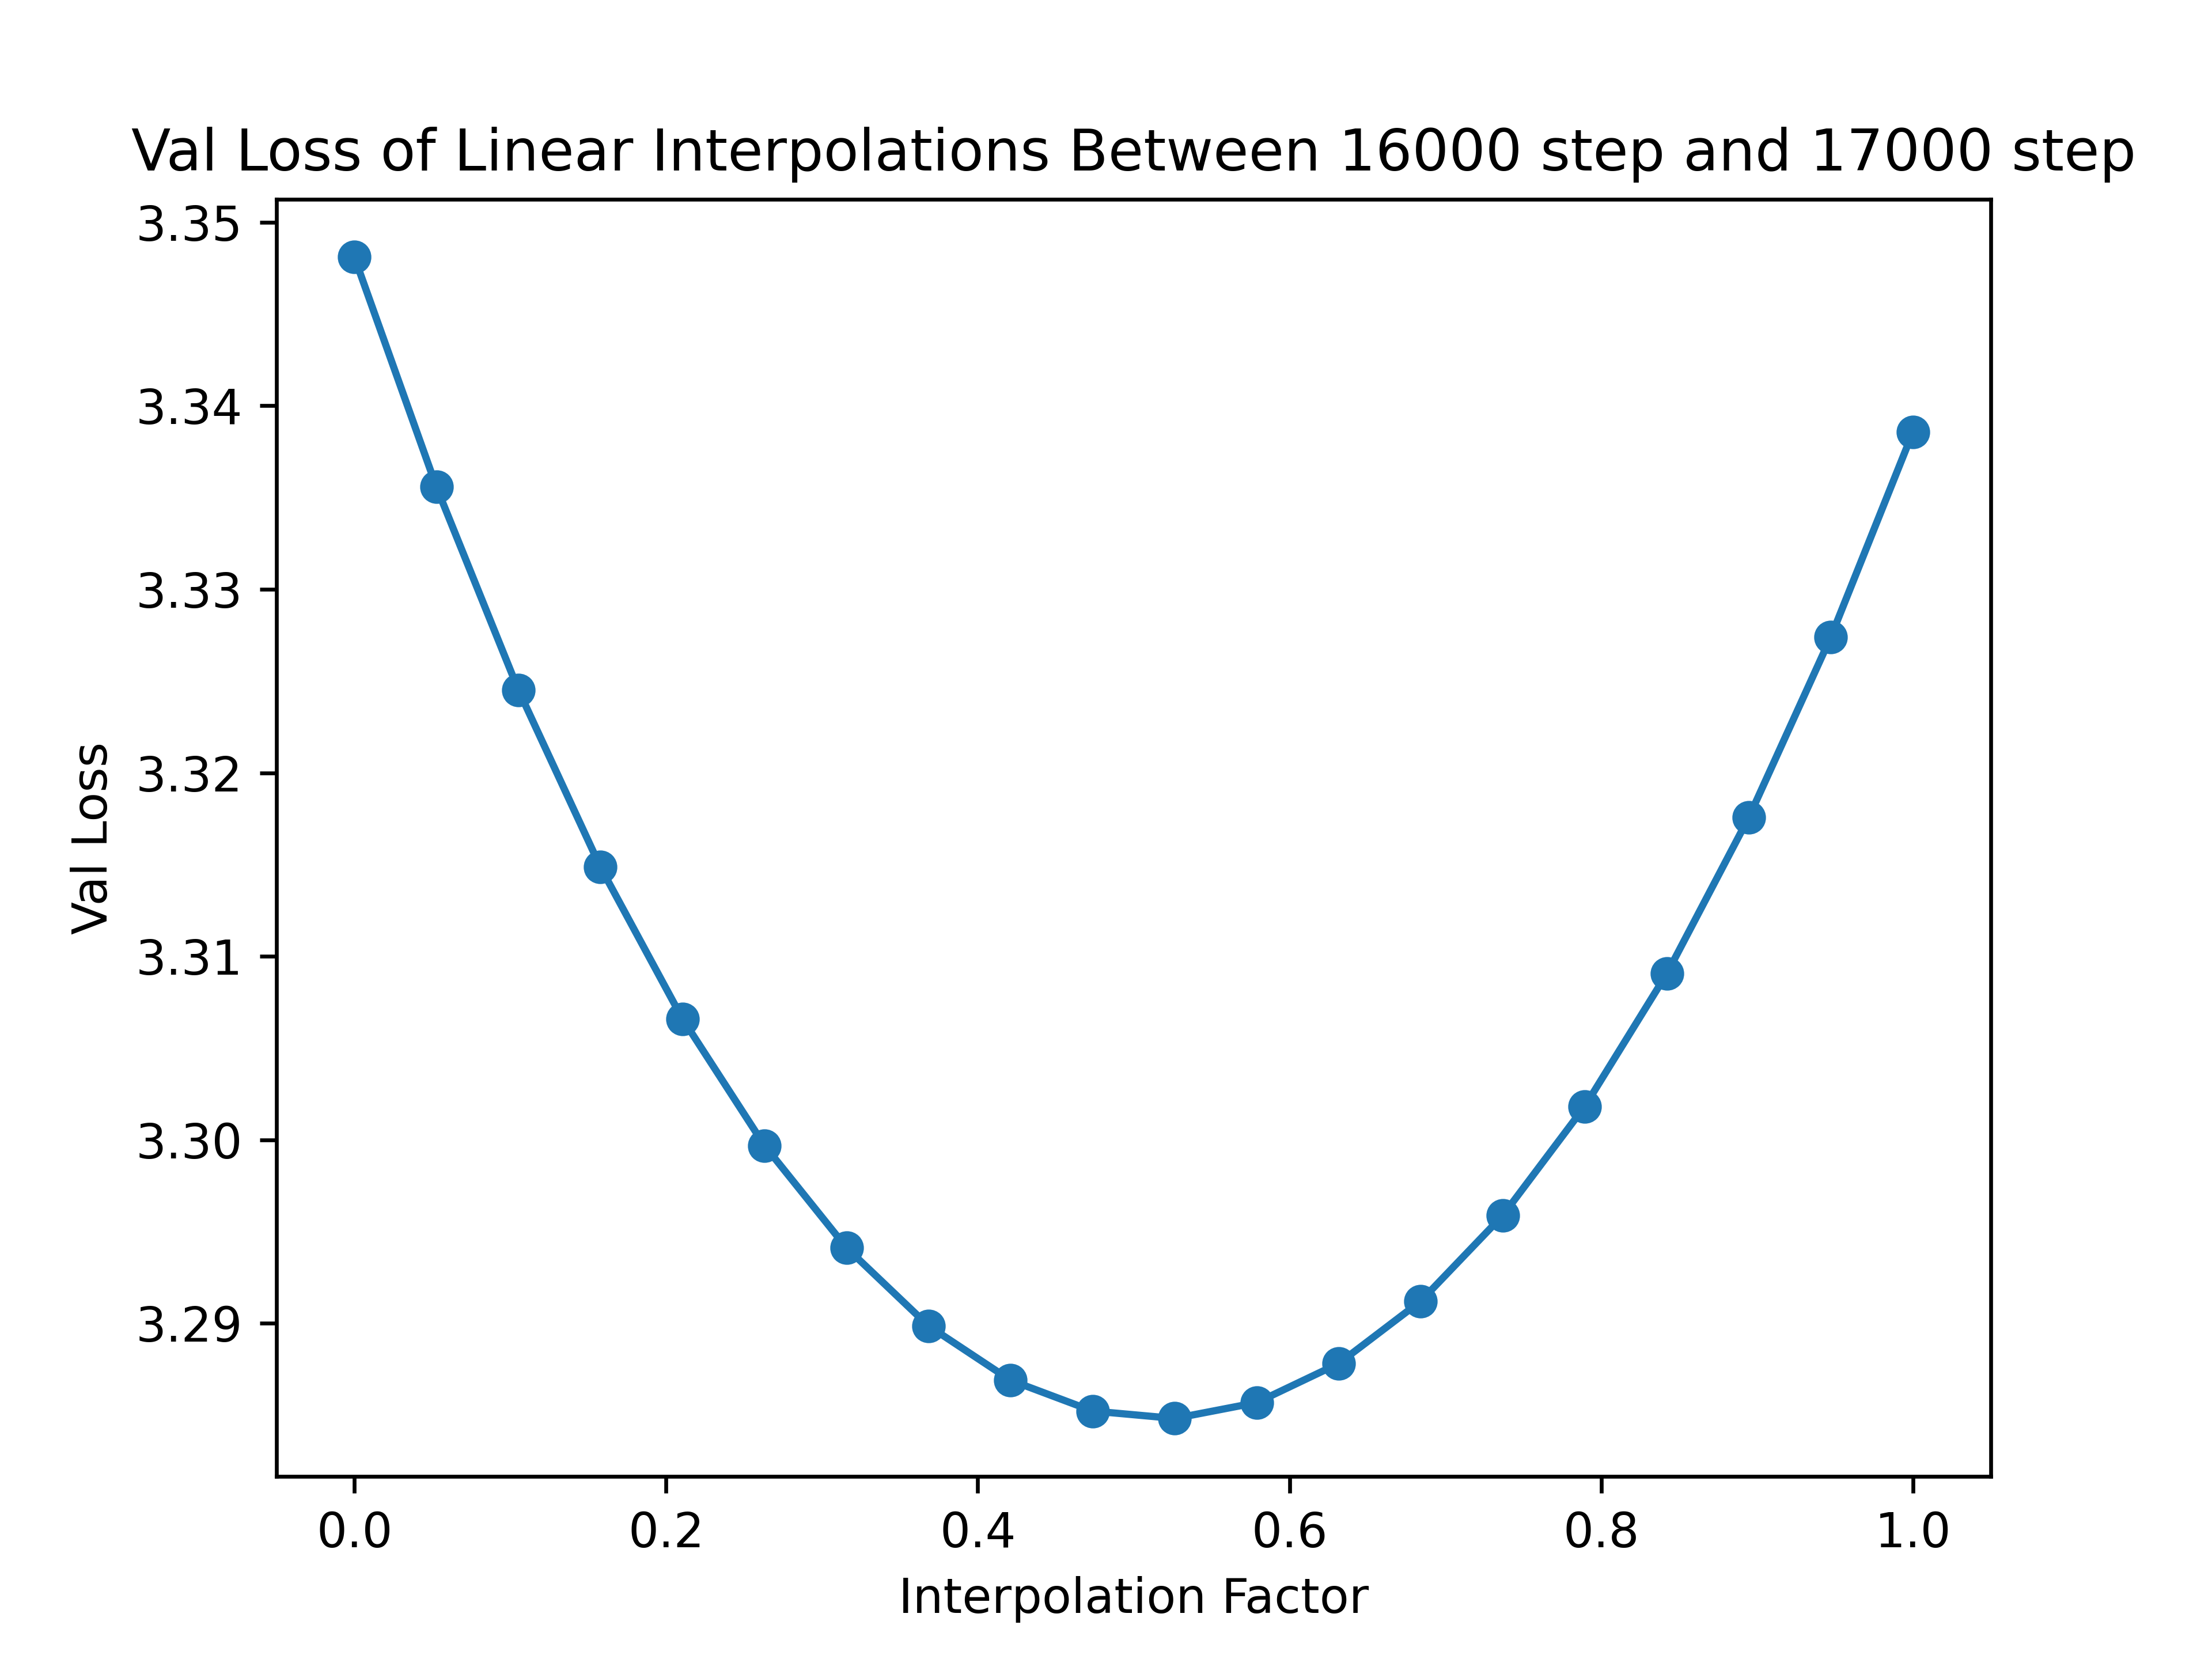 Val Loss of Linear Interpolations Between 16000 step and 17000 step
3.35
3.34
3.33
3.32
3.31
3.30
3.29
Val Loss
0.0 0.2 0.4 0.6 0.8 1.0
Interpolation Factor